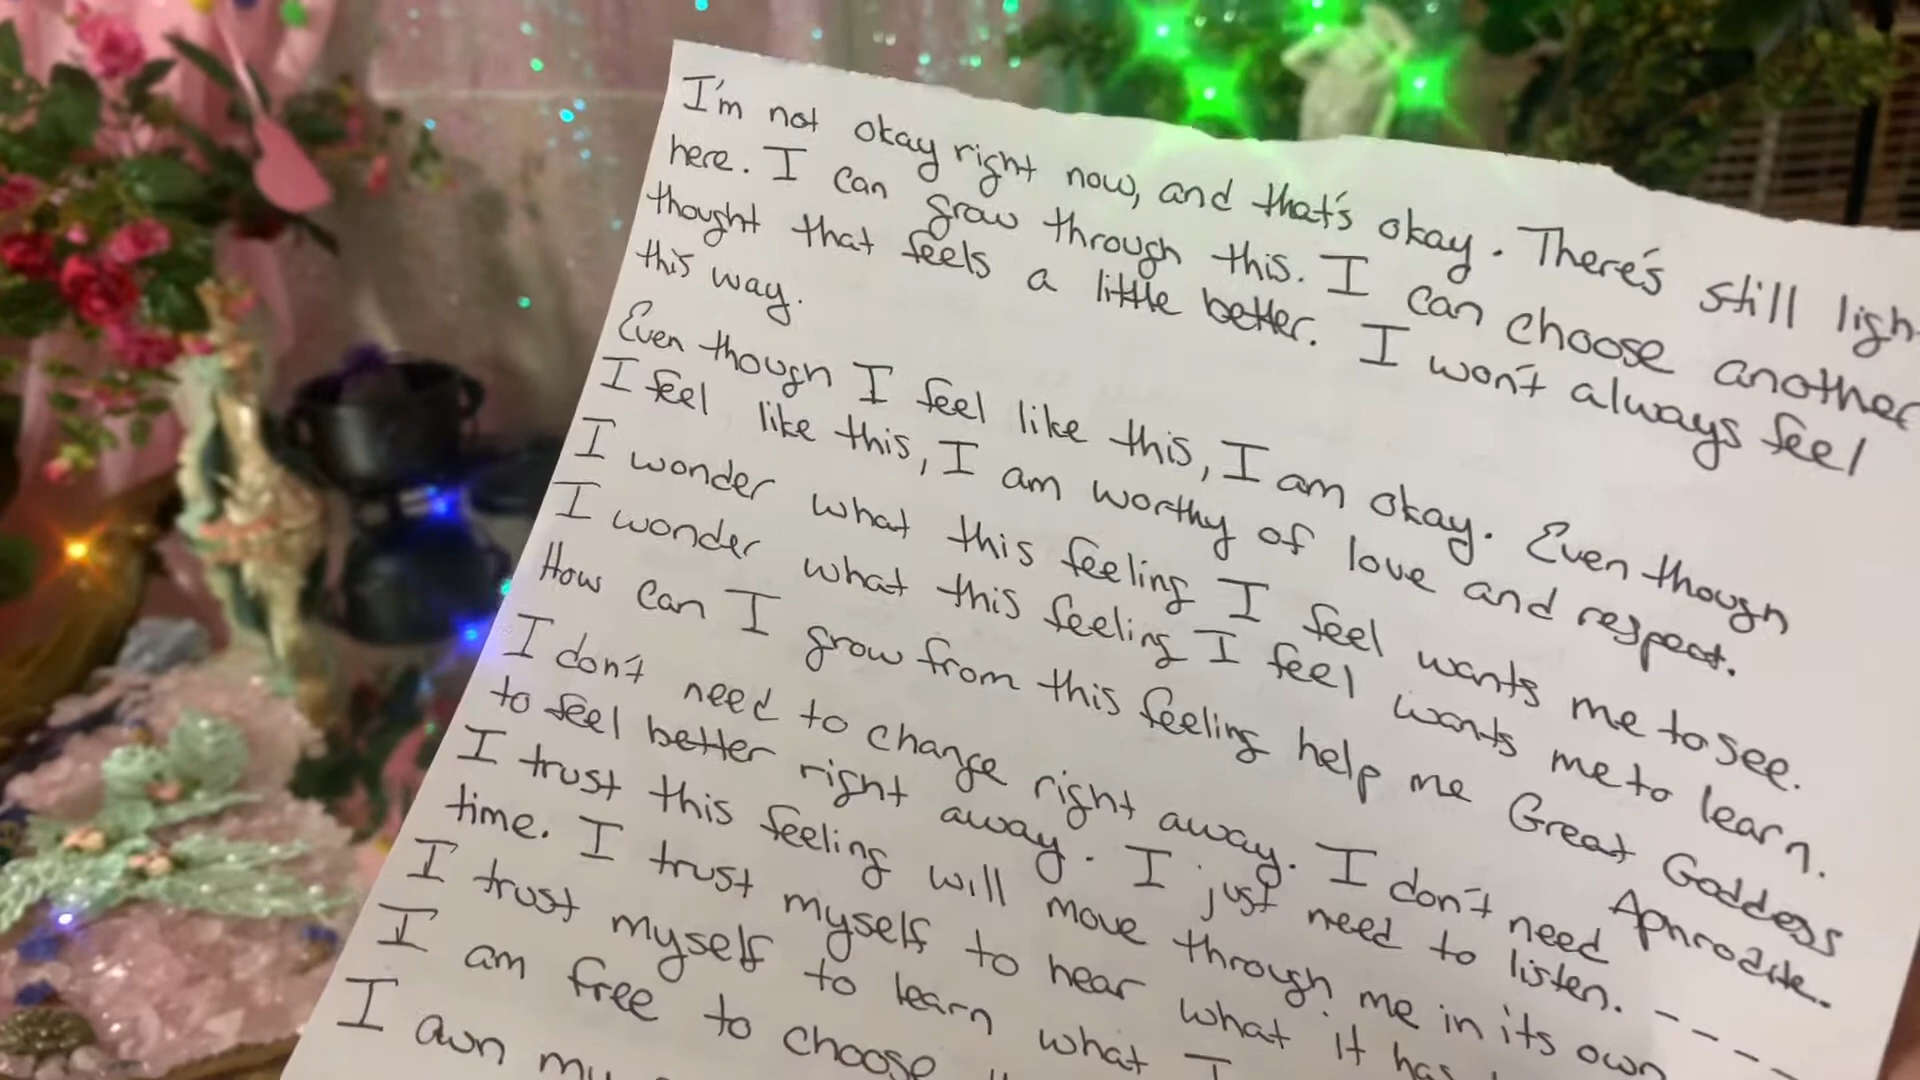 I'm not okay right now, and that's okay. There's still ligh
here. I can grow through this. I can choose another
thought that feels a little better. I won't always feel
this way.
Even though I feel like this, I am okay. Even though
I feel like this, I am worthy of love and respect.
I wonder what this feeling I feel wants me to see.
I wonder what this feeling I feel wants me to learn.
How can I grow from this feeling help me Great Goddess
Aphrodite.
I don't need to change right away. I don't need
to feel better right away. I just need to listen. ----
I trust this feeling will move through me in its own
time. I trust myself to hear what it has
I trust myself to learn what I
I am free to choose
I own my